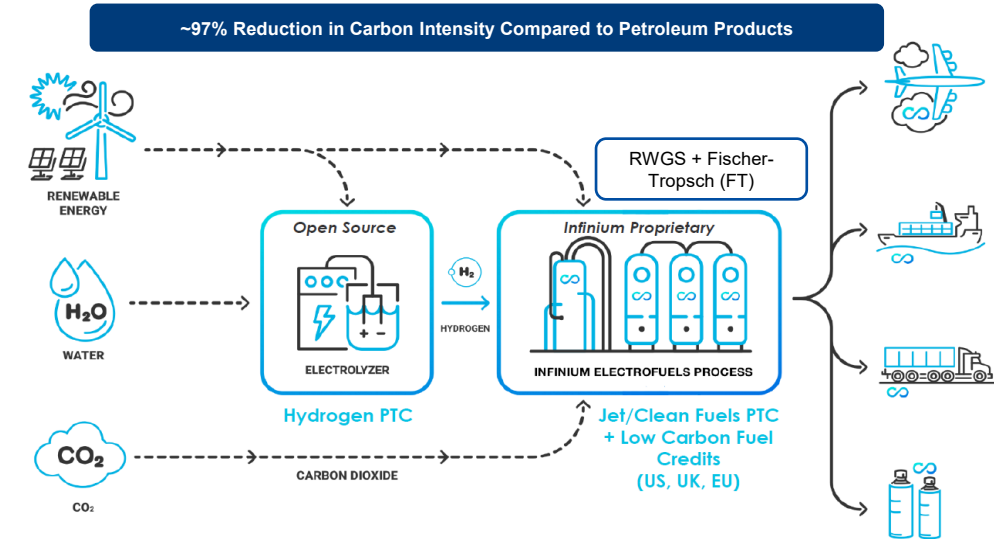 ~97% Reduction in Carbon Intensity Compared to Petroleum Products
RENEWABLE
ENERGY
RWGS + Fischer-
Tropsch (FT)
Open Source
Infinium Proprietary
H₂O
WATER
H₂
HYDROGEN
ELECTROLYZER
INFINIUM ELECTROFUELS PROCESS
Hydrogen PTC
Jet/Clean Fuels PTC
+ Low Carbon Fuel
Credits
(US, UK, EU)
CO₂
CARBON DIOXIDE
CO₂